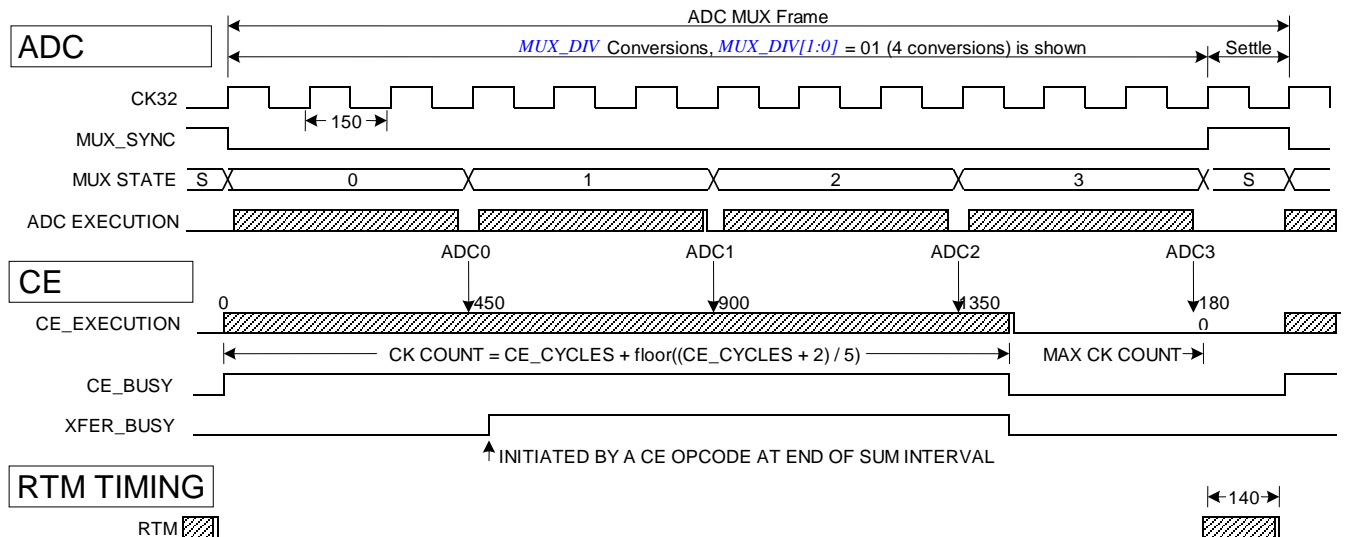 ADC MUX Frame
ADC
MUX_DIV Conversions, MUX_DIV[1:0] = 01 (4 conversions) is shown
Settle
CK32
150
MUX_SYNC
MUX STATE
S
0
1
2
3
S
ADC EXECUTION
ADC0
ADC1
ADC2
ADC3
CE
0
450
900
1350
180
0
CE_EXECUTION
CK COUNT = CE_CYCLES + floor((CE_CYCLES + 2) / 5)
MAX CK COUNT
CE_BUSY
XFER_BUSY
INITIATED BY A CE OPCODE AT END OF SUM INTERVAL
RTM TIMING
140
RTM